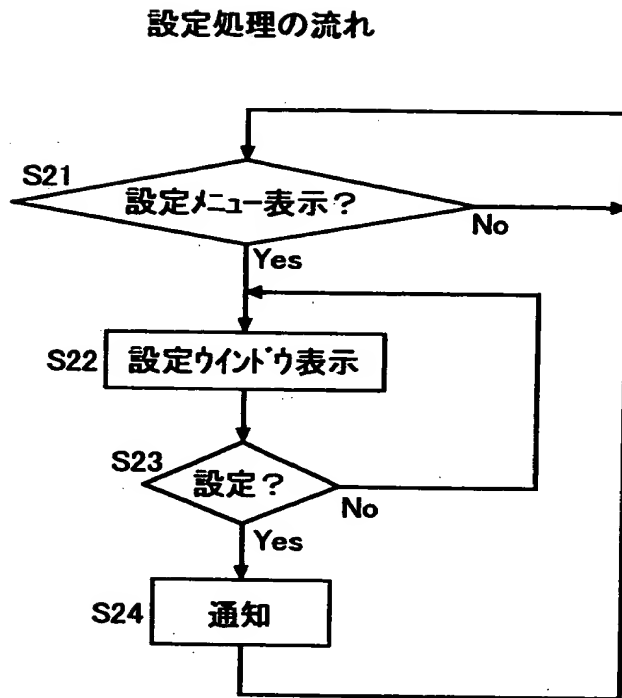 設定処理の流れ
S21
設定メニュー表示？
No
Yes
S22
設定ウインドウ表示
S23
設定？
No
Yes
S24
通知